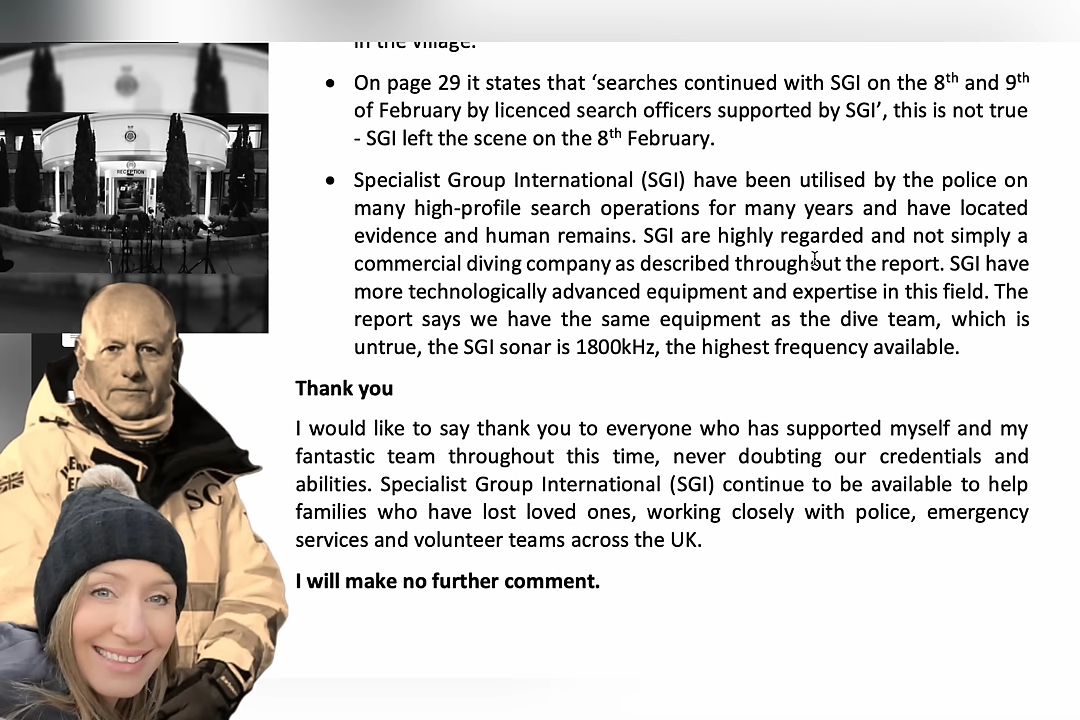 RECEPTION
in the village.
• On page 29 it states that ‘searches continued with SGI on the 8th and 9th
of February by licenced search officers supported by SGI’, this is not true
- SGI left the scene on the 8th February.
• Specialist Group International (SGI) have been utilised by the police on
many high-profile search operations for many years and have located
evidence and human remains. SGI are highly regarded and not simply a
commercial diving company as described throughout the report. SGI have
more technologically advanced equipment and expertise in this field. The
report says we have the same equipment as the dive team, which is
untrue, the SGI sonar is 1800kHz, the highest frequency available.
Thank you
I would like to say thank you to everyone who has supported myself and my
fantastic team throughout this time, never doubting our credentials and
abilities. Specialist Group International (SGI) continue to be available to help
families who have lost loved ones, working closely with police, emergency
services and volunteer teams across the UK.
I will make no further comment.
SG